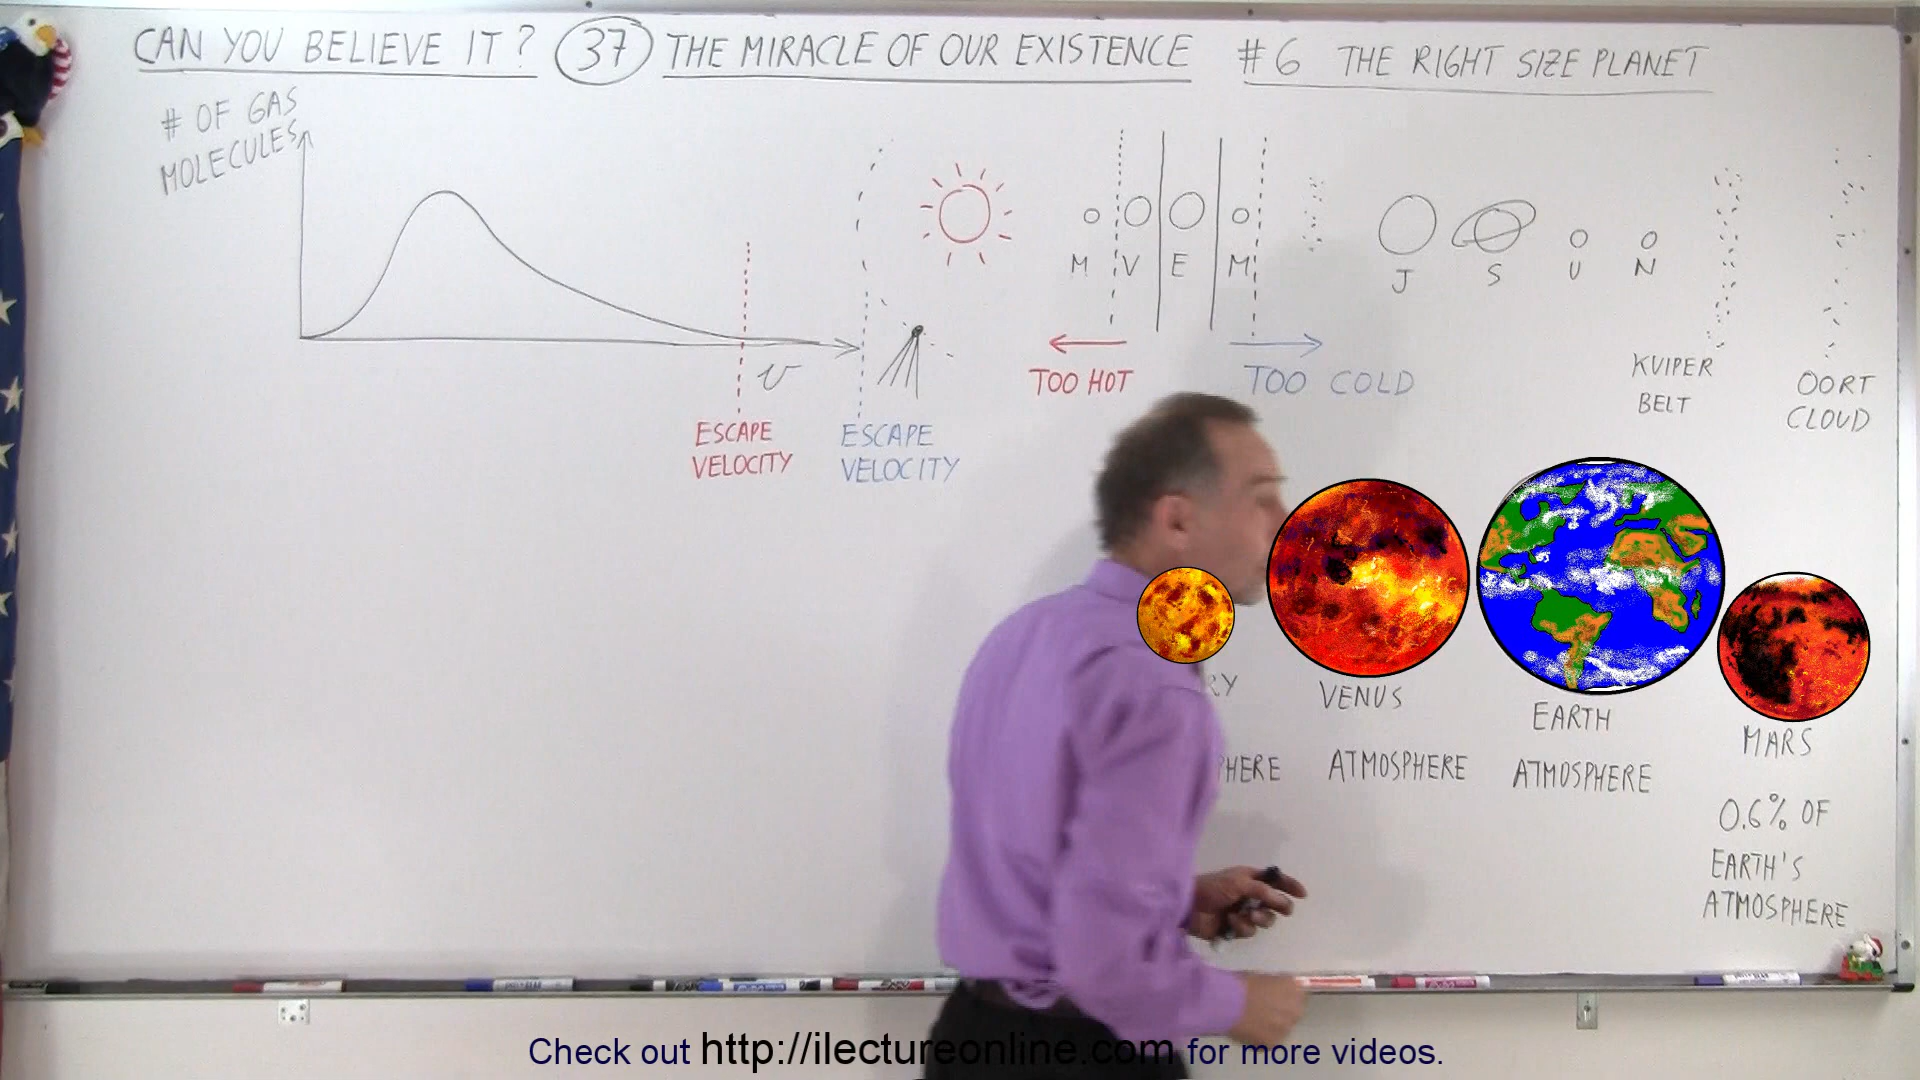 CAN YOU BELIEVE IT? 37 THE MIRACLE OF OUR EXISTENCE #6 THE RIGHT SIZE PLANET
# OF GAS
MOLECULES
M V E M
J S U N
TOO HOT
TOO COLD
KUIPER
BELT
OORT
CLOUD
v
ESCAPE
VELOCITY
ESCAPE
VELOCITY
RY
VENUS
EARTH
MARS
PHERE
ATMOSPHERE
ATMOSPHERE
0.6% OF
EARTH'S
ATMOSPHERE
Check out http://ilectureonline.com for more videos.